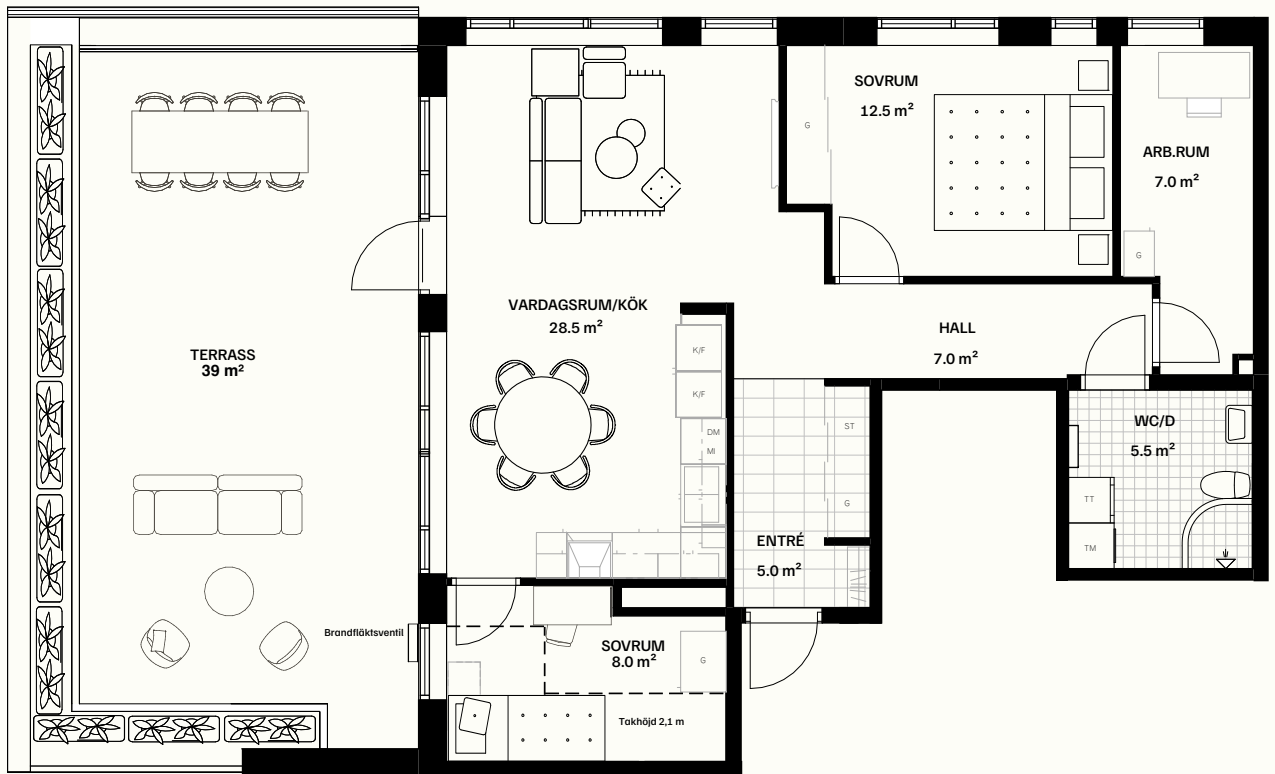 SOVRUM
12.5 m²
G
ARB.RUM
7.0 m²
G
VARDAGSRUM/KÖK
28.5 m²
HALL
7.0 m²
TERRASS
39 m²
K/F
K/F
DM
MI
ST
G
WC/D
5.5 m²
TT
TM
ENTRÉ
5.0 m²
Brandfläktsventil
SOVRUM
8.0 m²
G
Takhöjd 2,1 m